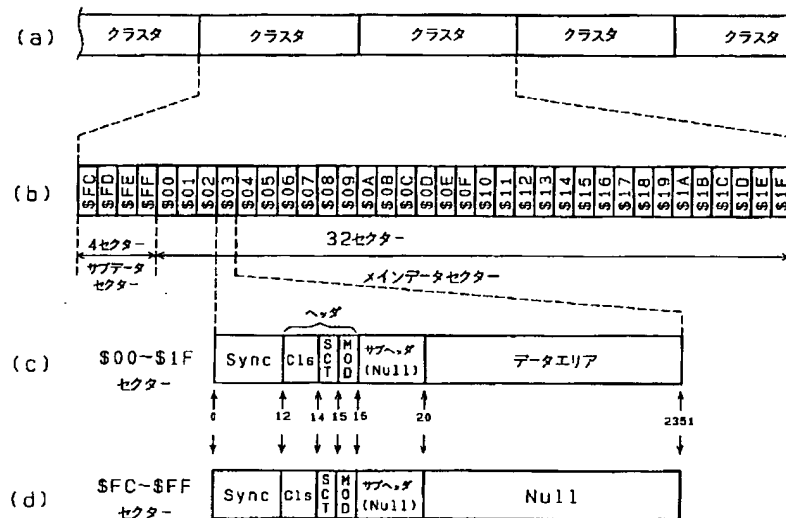 (a) クラスタ クラスタ クラスタ クラスタ クラスタ
(b) $FC $FD $FE $FF $00 $01 $02 $03 $04 $05 $06 $07 $08 $09 $0A $0B $0C $0D $0E $0F $10 $11 $12 $13 $14 $15 $16 $17 $18 $19 $1A $1B $1C $1D $1E $1F
4セクター 32セクター
サブデータ
セクター
メインデータセクター
ヘッダ
(c) $00~$1F
セクター
Sync Cls SCT MOD サブヘッダ
(Null)
データエリア
0 12 14 15 16 20 2351
(d) $FC~$FF
セクター
Sync Cls SCT MOD サブヘッダ
(Null)
Null